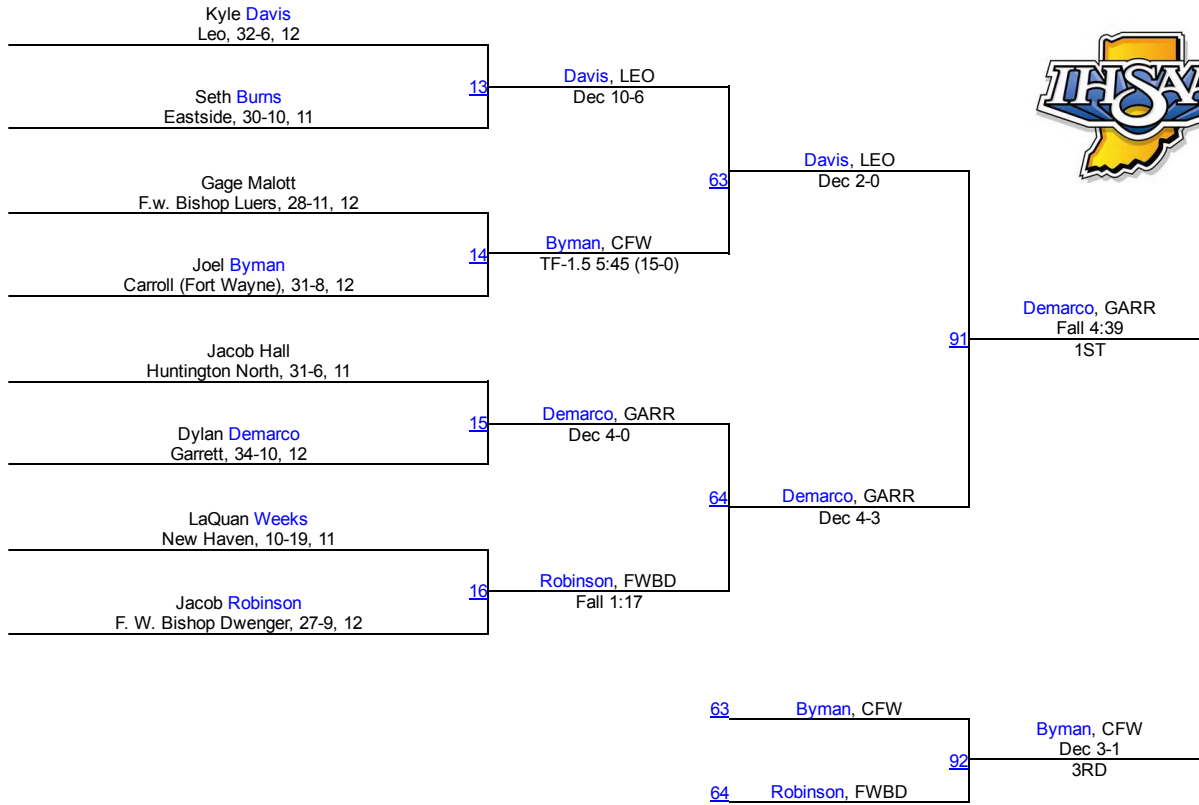 Kyle Davis
Leo, 32-6, 12
13
Seth Burns
Eastside, 30-10, 11
Davis, LEO
Dec 10-6
63
Gage Malott
F.w. Bishop Luers, 28-11, 12
14
Joel Byman
Carroll (Fort Wayne), 31-8, 12
Byman, CFW
TF-1.5 5:45 (15-0)
Davis, LEO
Dec 2-0
91
Jacob Hall
Huntington North, 31-6, 11
15
Dylan Demarco
Garrett, 34-10, 12
Demarco, GARR
Dec 4-0
64
LaQuan Weeks
New Haven, 10-19, 11
16
Jacob Robinson
F. W. Bishop Dwenger, 27-9, 12
Robinson, FWBD
Fall 1:17
Demarco, GARR
Dec 4-3
Demarco, GARR
Fall 4:39
1ST
63
Byman, CFW
92
64
Robinson, FWBD
Byman, CFW
Dec 3-1
3RD
IHSAA